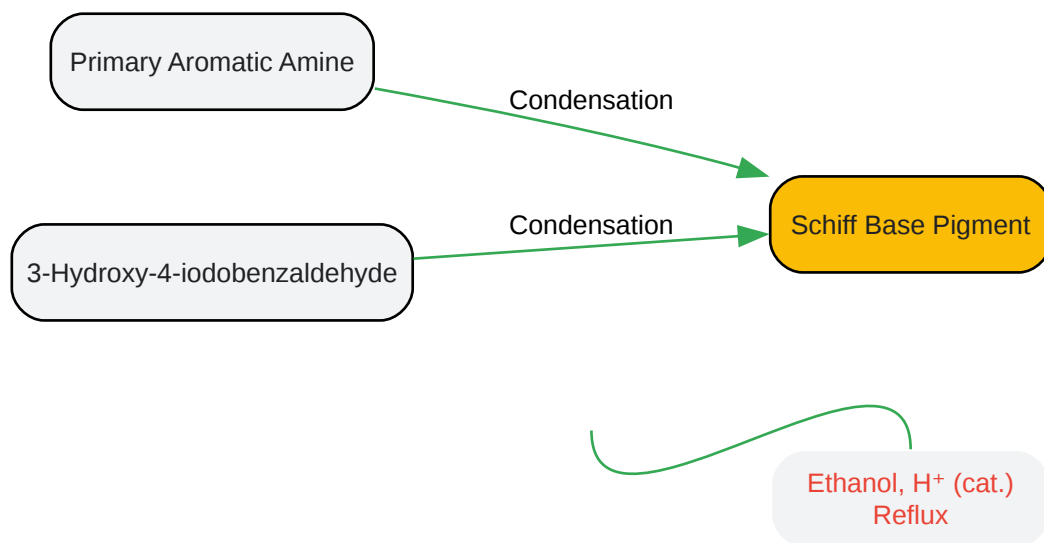 Primary Aromatic Amine
Condensation
Condensation
Schiff Base Pigment
3-Hydroxy-4-iodobenzaldehyde
Ethanol, H⁺ (cat.)
Reflux